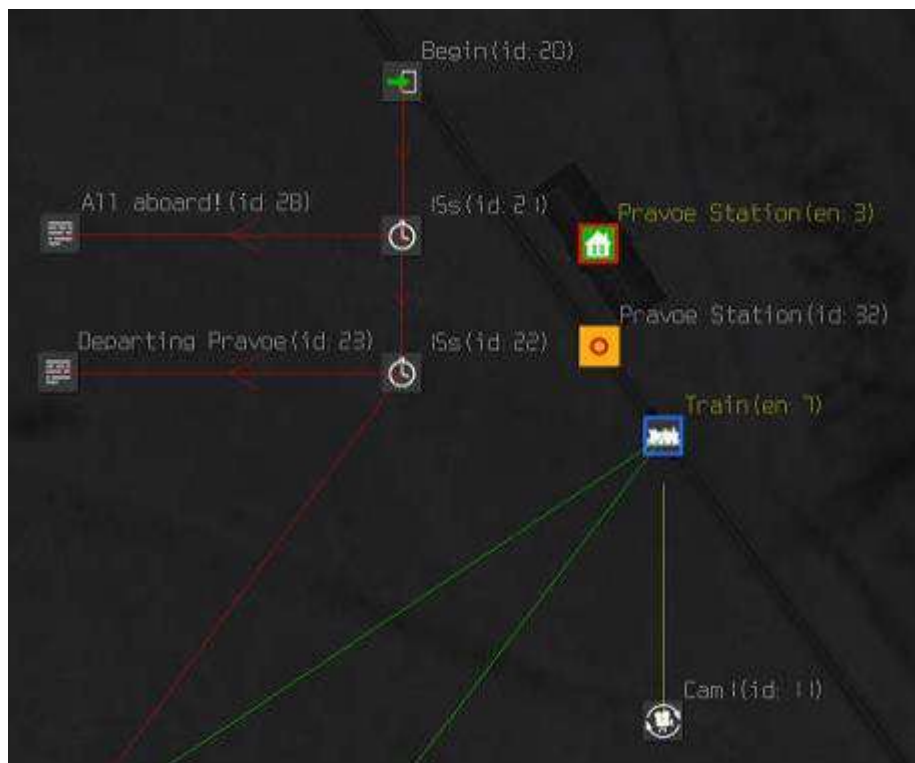 Begin(id: 20)
All aboard!(id 28)
15s(id: 21)
Pravoe Station(en: 3)
Pravoe Station(id: 32)
Departing Pravoe(id 23)
15s(id: 22)
Train(en 7)
Cam1(id: 11)